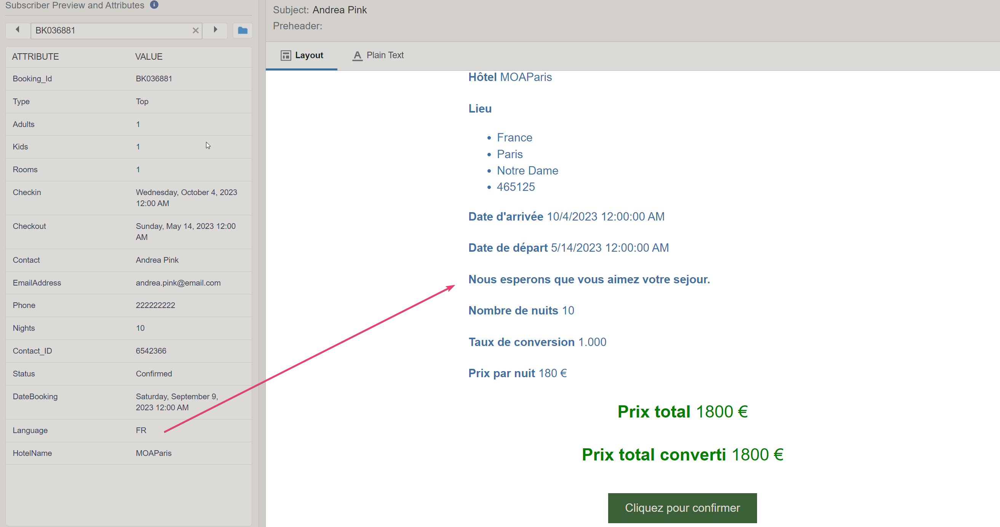 Subscriber Preview and Attributes
BK036881
ATTRIBUTE VALUE
Booking_Id BK036881
Type Top
Adults 1
Kids 1
Rooms 1
Checkin Wednesday, October 4, 2023
12:00 AM
Checkout Sunday, May 14, 2023 12:00
AM
Contact Andrea Pink
EmailAddress andrea.pink@email.com
Phone 222222222
Nights 10
Contact_ID 6542366
Status Confirmed
DateBooking Saturday, September 9,
2023 12:00 AM
Language FR
HotelName MOAParis
Subject: Andrea Pink
Preheader:
Layout
Plain Text
Hôtel MOAParis
Lieu
• France
• Paris
• Notre Dame
• 465125
Date d'arrivée 10/4/2023 12:00:00 AM
Date de départ 5/14/2023 12:00:00 AM
Nous esperons que vous aimez votre sejour.
Nombre de nuits 10
Taux de conversion 1.000
Prix par nuit 180 €
Prix total 1800 €
Prix total converti 1800 €
Cliquez pour confirmer